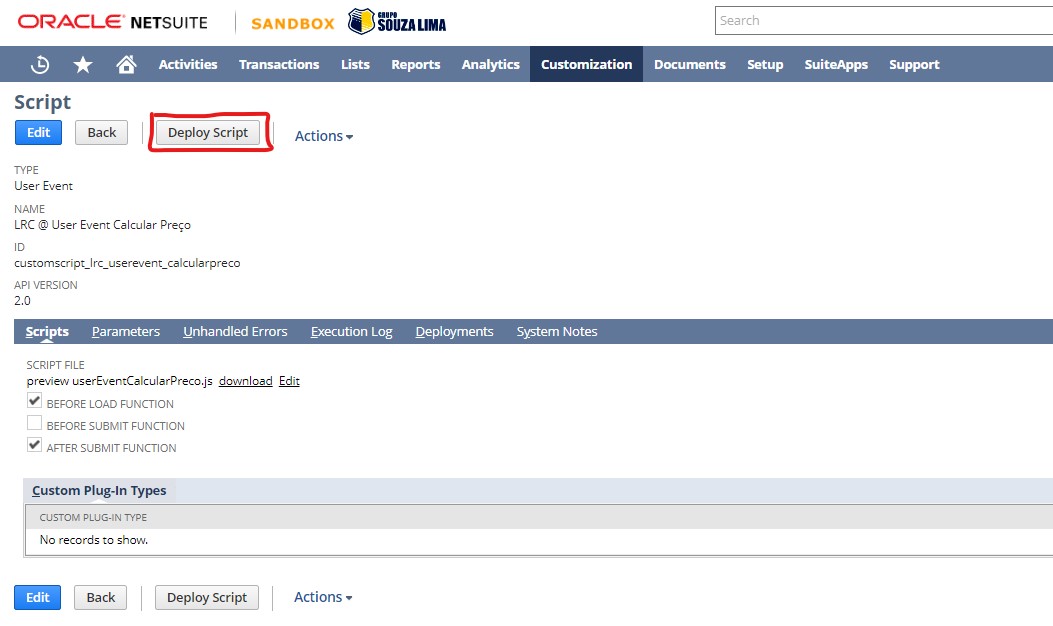 ORACLE NETSUITE SANDBOX GRUPO SOUZA LIMA Search
Activities Transactions Lists Reports Analytics Customization Documents Setup SuiteApps Support
Script
Edit Back Deploy Script Actions
TYPE
User Event
NAME
LRC @ User Event Calcular Preço
ID
customscript_lrc_userevent_calcularpreco
API VERSION
2.0
Scripts Parameters Unhandled Errors Execution Log Deployments System Notes
SCRIPT FILE
preview userEventCalcularPreco.js download Edit
BEFORE LOAD FUNCTION
BEFORE SUBMIT FUNCTION
AFTER SUBMIT FUNCTION
Custom Plug-In Types
CUSTOM PLUG-IN TYPE
No records to show.
Edit Back Deploy Script Actions